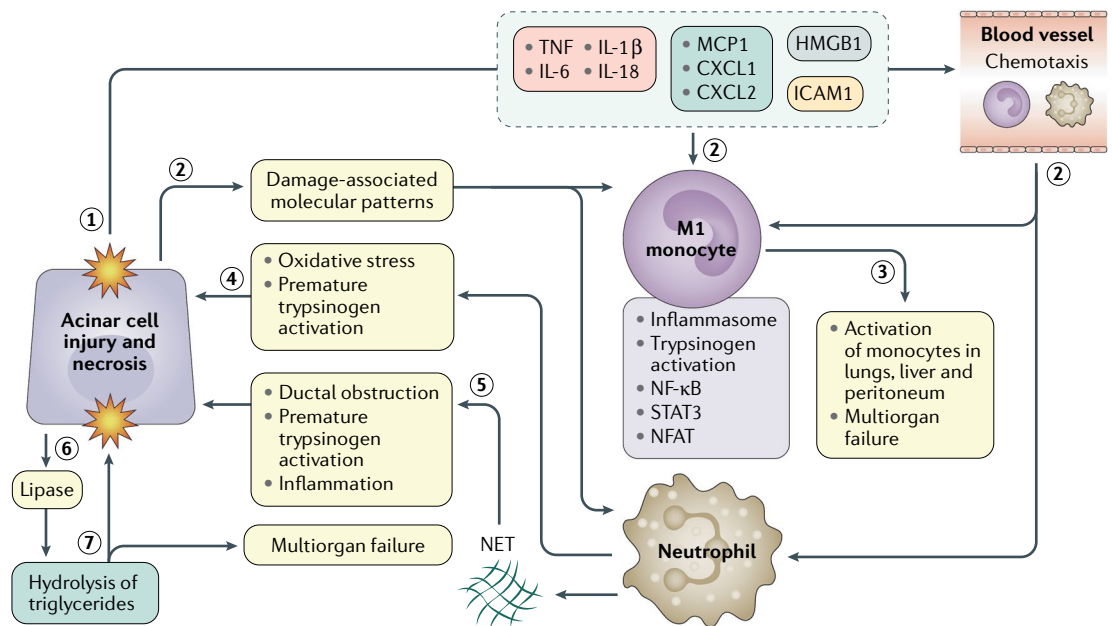 • TNF • IL-1β
• IL-6 • IL-18
• MCP1
• CXCL1
• CXCL2
HMGB1
ICAM1
Blood vessel
Chemotaxis
2
2
1
2
Damage-associated
molecular patterns
M1
monocyte
3
4
• Oxidative stress
• Premature
trypsinogen
activation
Acinar cell
injury and
necrosis
• Inflammasome
• Trypsinogen
activation
• NF-κB
• STAT3
• NFAT
• Activation
of monocytes in
lungs, liver and
peritoneum
• Multiorgan
failure
5
• Ductal obstruction
• Premature
trypsinogen
activation
• Inflammation
6
Lipase
7
Multiorgan failure
NET
Neutrophil
Hydrolysis of
triglycerides